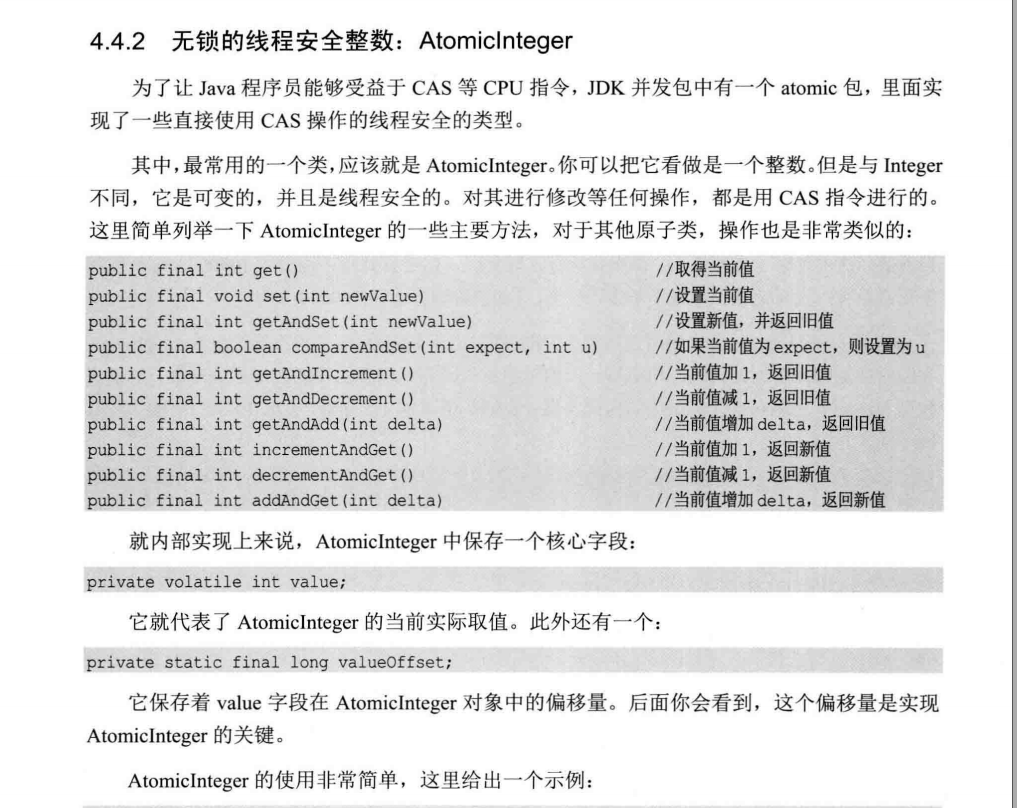 4.4.2 无锁的线程安全整数：AtomicInteger
为了让 Java 程序员能够受益于 CAS 等 CPU 指令，JDK 并发包中有一个 atomic 包，里面实
现了一些直接使用 CAS 操作的线程安全的类型。
其中，最常用的一个类，应该就是 AtomicInteger。你可以把它看做是一个整数。但是与 Integer
不同，它是可变的，并且是线程安全的。对其进行修改等任何操作，都是用 CAS 指令进行的。
这里简单列举一下 AtomicInteger 的一些主要方法，对于其他原子类，操作也是非常类似的：
public final int get() //取得当前值
public final void set(int newValue) //设置当前值
public final int getAndSet(int newValue) //设置新值，并返回旧值
public final boolean compareAndSet(int expect, int u) //如果当前值为 expect，则设置为 u
public final int getAndIncrement() //当前值加 1，返回旧值
public final int getAndDecrement() //当前值减 1，返回旧值
public final int getAndAdd(int delta) //当前值增加 delta，返回旧值
public final int incrementAndGet() //当前值加 1，返回新值
public final int decrementAndGet() //当前值减 1，返回新值
public final int addAndGet(int delta) //当前值增加 delta，返回新值
就内部实现上来说，AtomicInteger 中保存一个核心字段：
private volatile int value;
它就代表了 AtomicInteger 的当前实际取值。此外还有一个：
private static final long valueOffset;
它保存着 value 字段在 AtomicInteger 对象中的偏移量。后面你会看到，这个偏移量是实现
AtomicInteger 的关键。
AtomicInteger 的使用非常简单，这里给出一个示例：